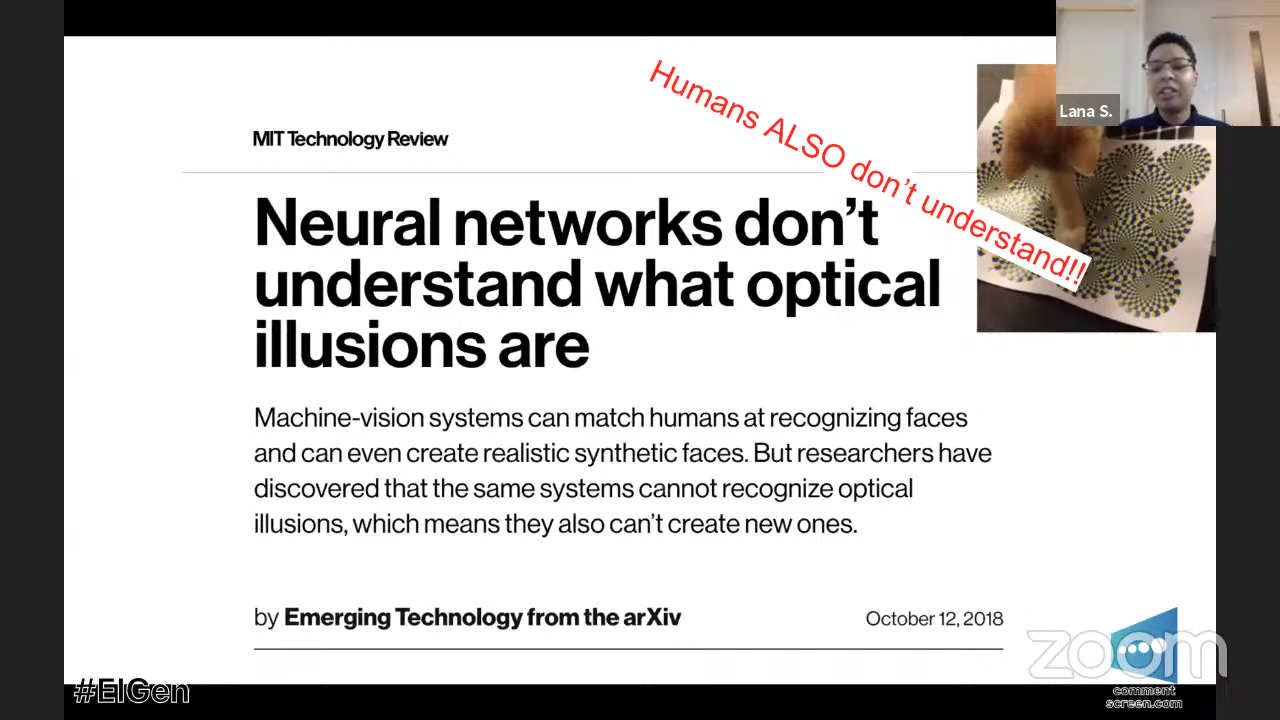 Humans ALSO don't understand!!
Lana S.
MIT Technology Review
Neural networks don't
understand what optical
illusions are
Machine-vision systems can match humans at recognizing faces
and can even create realistic synthetic faces. But researchers have
discovered that the same systems cannot recognize optical
illusions, which means they also can't create new ones.
by Emerging Technology from the arXiv
October 12, 2018
zoom
#EIGen
comment
screen.com